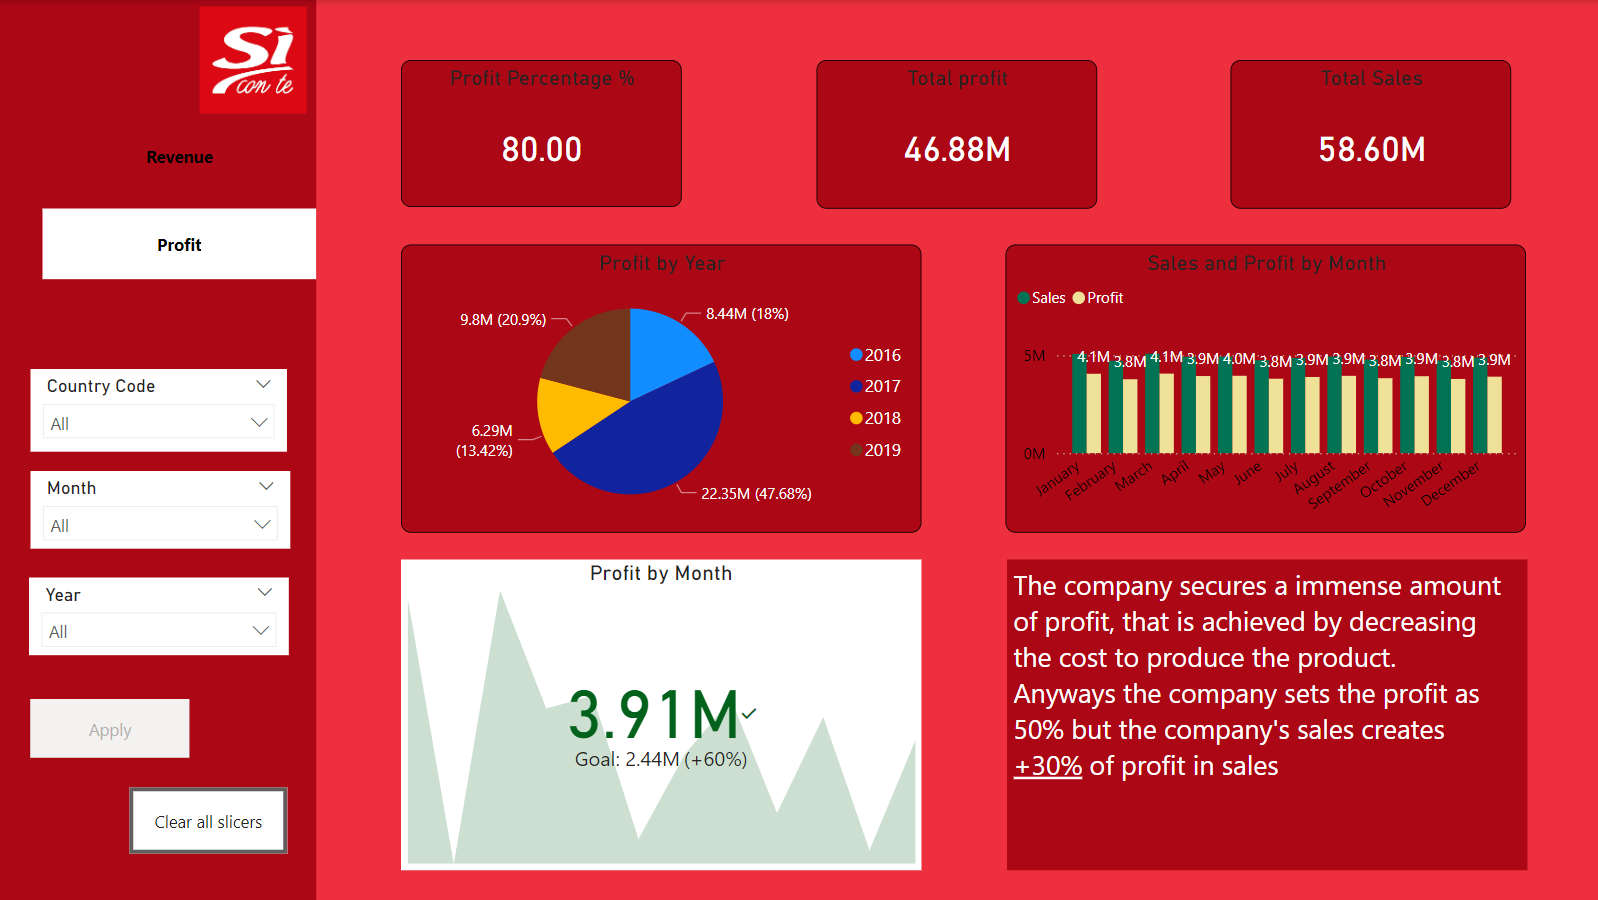 Sì
con te
Revenue
Profit
Country Code
All
Month
All
Year
All
Apply
Clear all slicers
Profit Percentage %
80.00
Total profit
46.88M
Total Sales
58.60M
Profit by Year
9.8M (20.9%)
8.44M (18%)
6.29M
(13.42%)
22.35M (47.68%)
2016
2017
2018
2019
Sales and Profit by Month
Sales Profit
5M
4.1M 3.8M 4.1M 3.9M 4.0M 3.8M 3.9M 3.9M 3.8M 3.9M 3.8M 3.9M
0M
January February March April May June July August September October November December
Profit by Month
3.91M
Goal: 2.44M (+60%)
The company secures a immense amount
of profit, that is achieved by decreasing
the cost to produce the product.
Anyways the company sets the profit as
50% but the company's sales creates
+30% of profit in sales